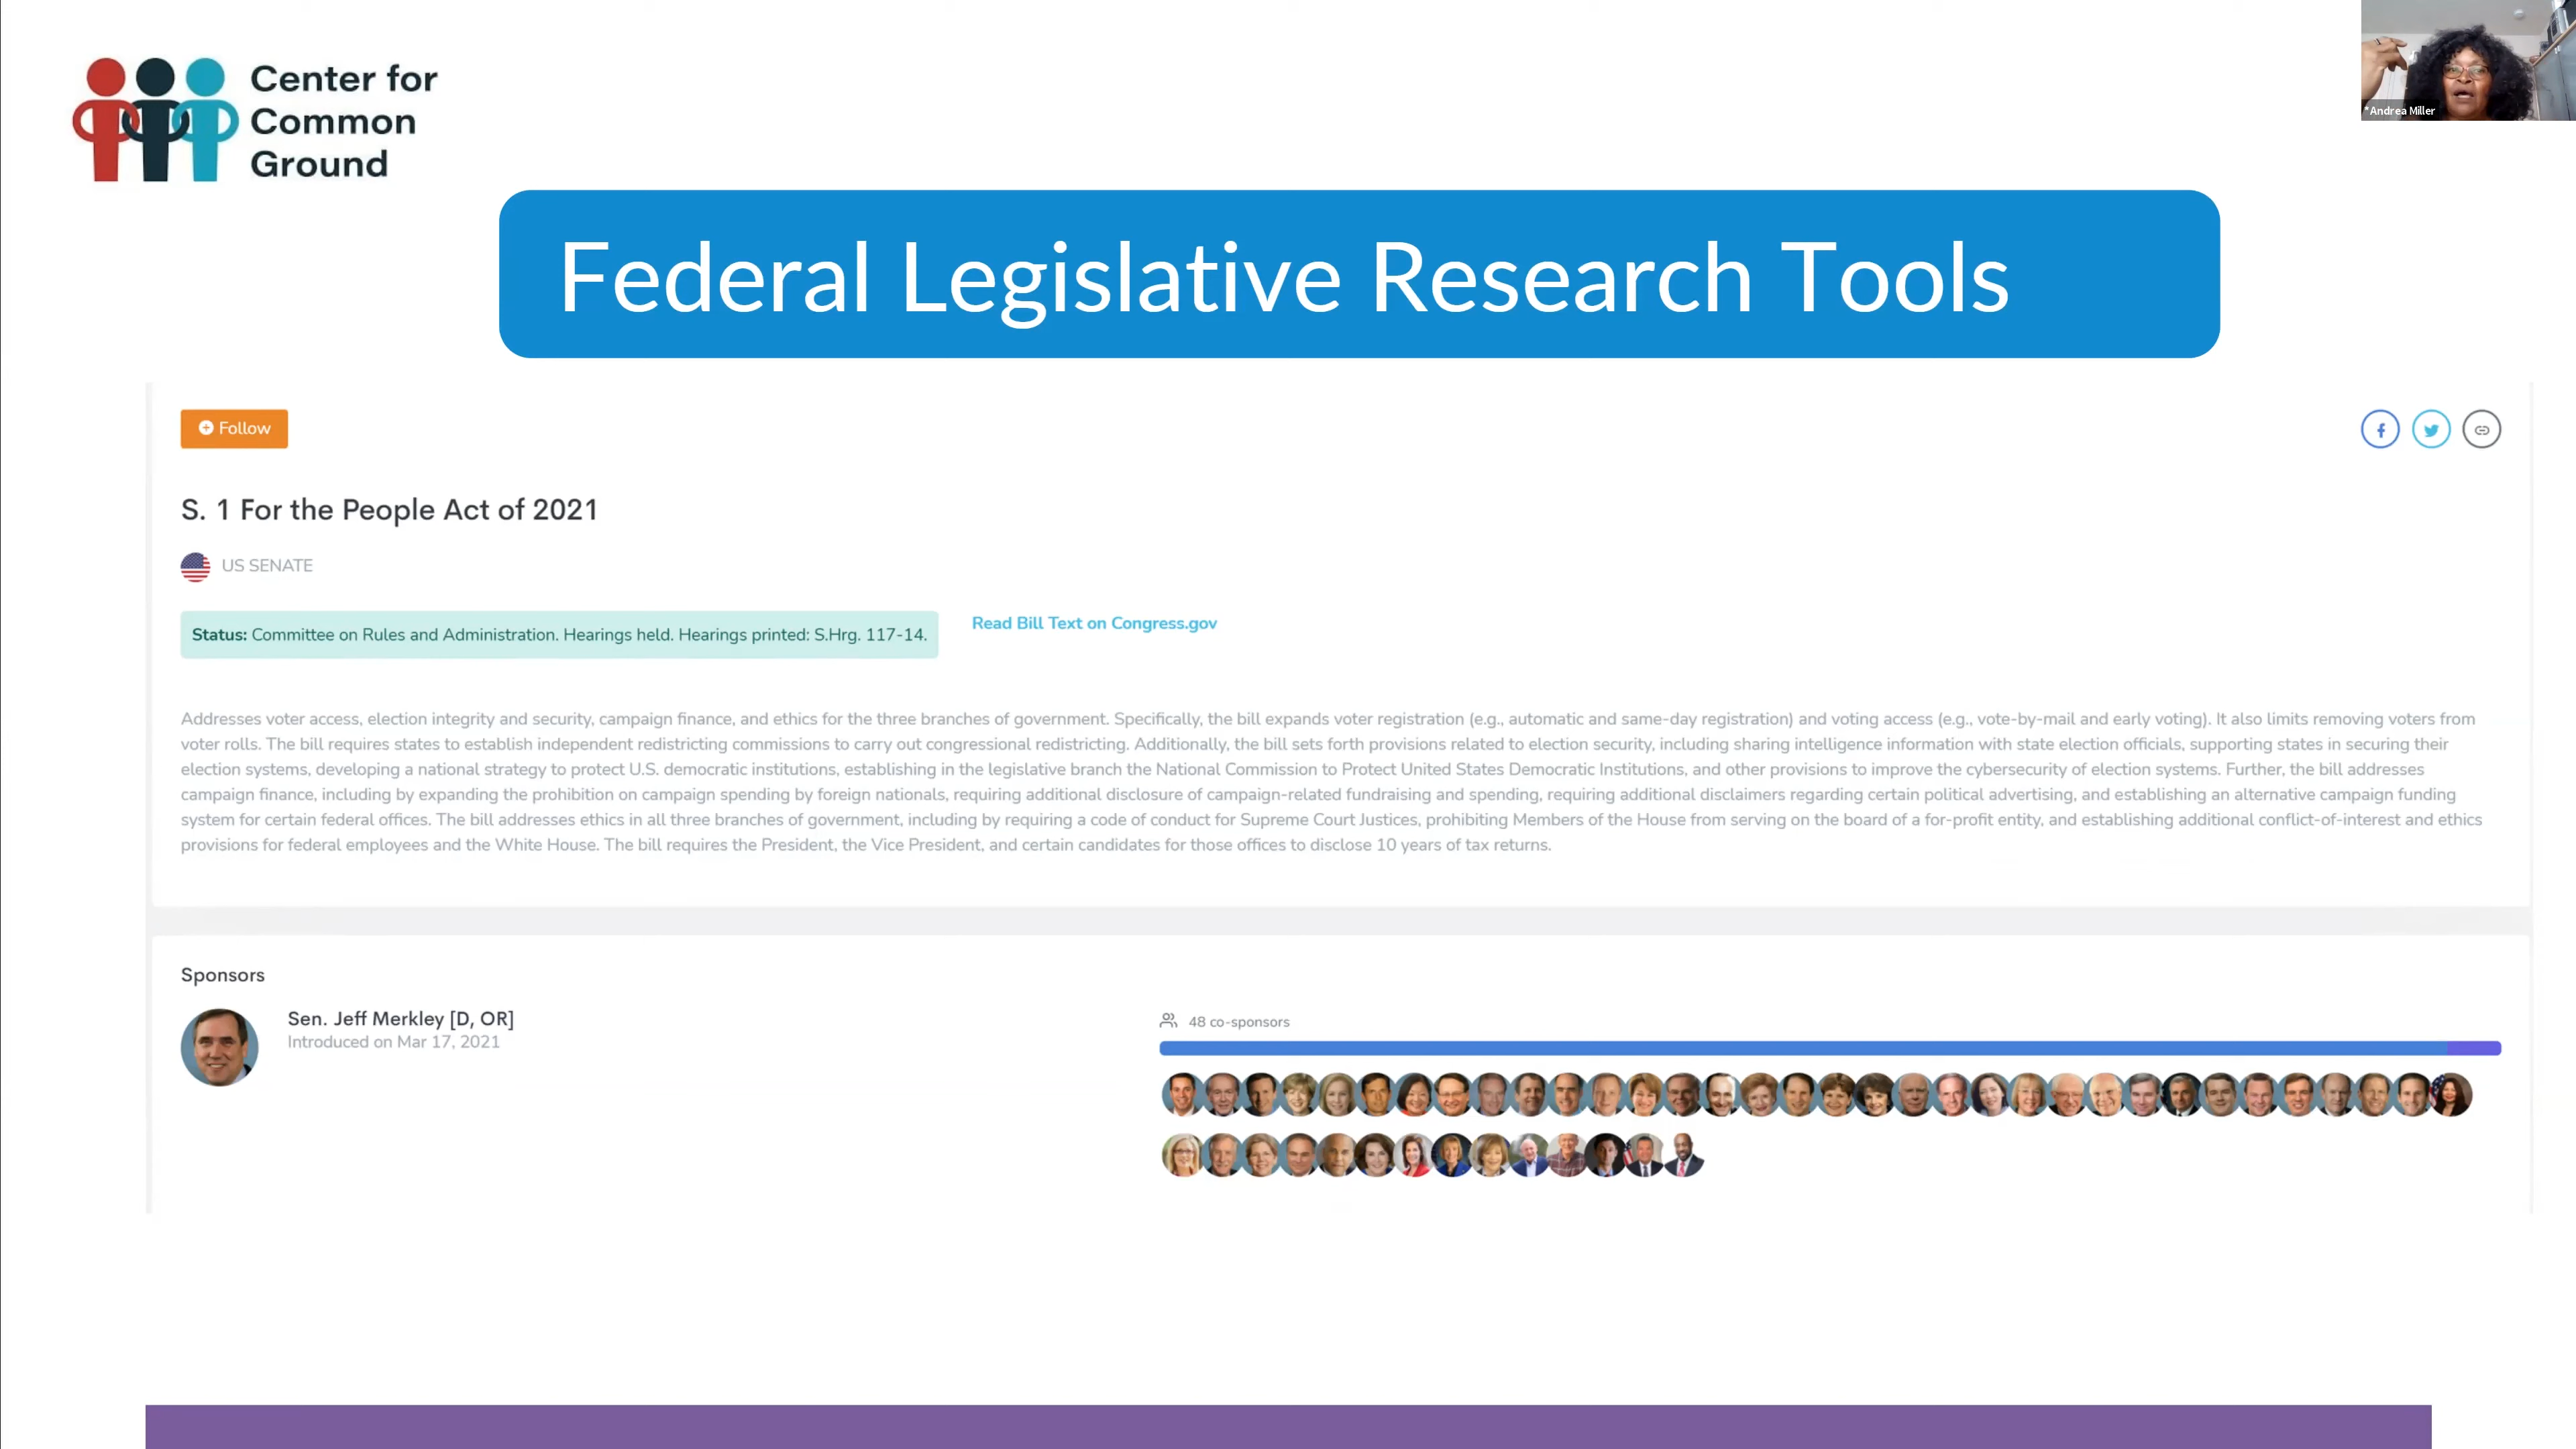 Center for
Common
Ground
*Andrea Miller
Federal Legislative Research Tools
Follow
S. 1 For the People Act of 2021
US SENATE
Status: Committee on Rules and Administration. Hearings held. Hearings printed: S.Hrg. 117-14.
Read Bill Text on Congress.gov
Addresses voter access, election integrity and security, campaign finance, and ethics for the three branches of government. Specifically, the bill expands voter registration (e.g., automatic and same-day registration) and voting access (e.g., vote-by-mail and early voting). It also limits removing voters from
voter rolls. The bill requires states to establish independent redistricting commissions to carry out congressional redistricting. Additionally, the bill sets forth provisions related to election security, including sharing intelligence information with state election officials, supporting states in securing their
election systems, developing a national strategy to protect U.S. democratic institutions, establishing in the legislative branch the National Commission to Protect United States Democratic Institutions, and other provisions to improve the cybersecurity of election systems. Further, the bill addresses
campaign finance, including by expanding the prohibition on campaign spending by foreign nationals, requiring additional disclosure of campaign-related fundraising and spending, requiring additional disclaimers regarding certain political advertising, and establishing an alternative campaign funding
system for certain federal offices. The bill addresses ethics in all three branches of government, including by requiring a code of conduct for Supreme Court Justices, prohibiting Members of the House from serving on the board of a for-profit entity, and establishing additional conflict-of-interest and ethics
provisions for federal employees and the White House. The bill requires the President, the Vice President, and certain candidates for those offices to disclose 10 years of tax returns.
Sponsors
Sen. Jeff Merkley [D, OR]
Introduced on Mar 17, 2021
48 co-sponsors